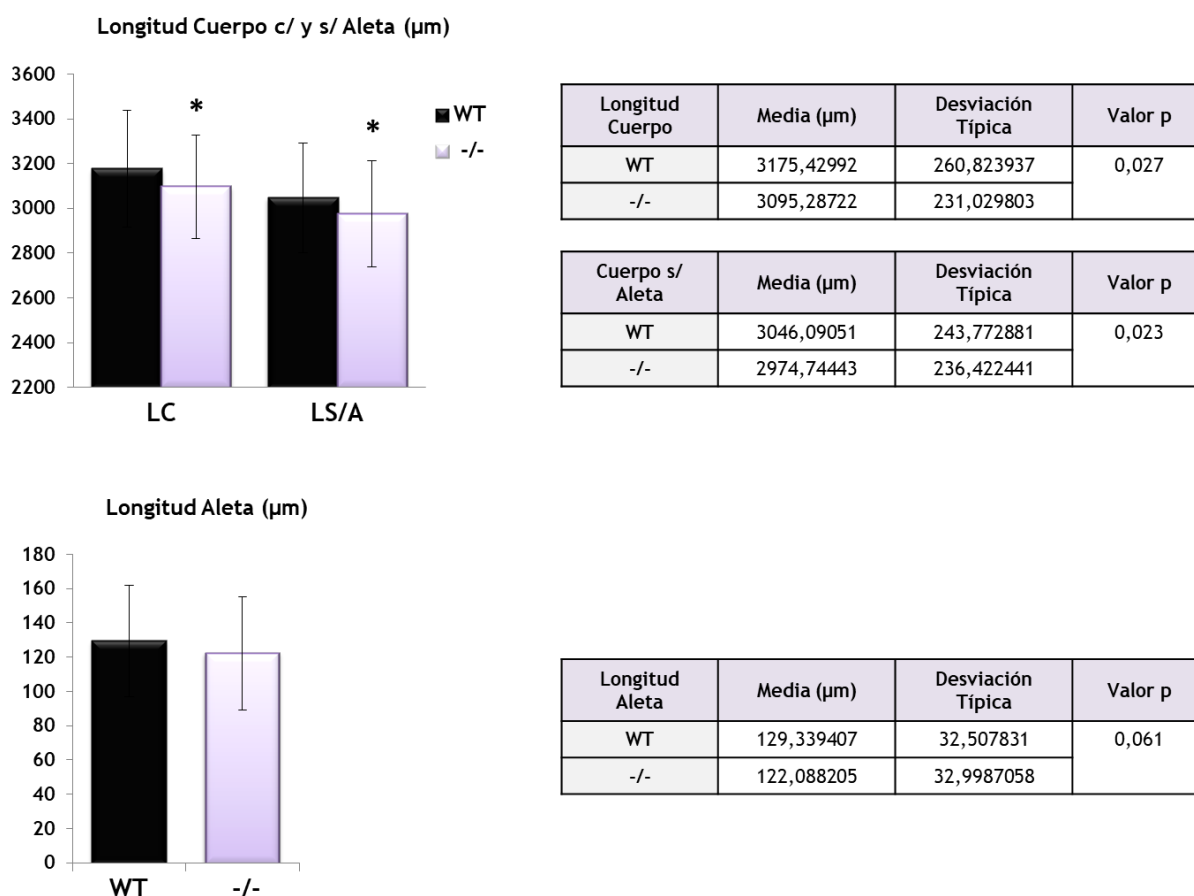 Longitud Cuerpo c/ y s/ Aleta (µm)
3600
3400
3200
3000
2800
2600
2400
2200
*
*
WT
-/-
LC
LS/A
Longitud Cuerpo
Media (µm)
Desviación Típica
Valor p
WT
3175,42992
260,823937
0,027
-/-
3095,28722
231,029803
Cuerpo s/ Aleta
Media (µm)
Desviación Típica
Valor p
WT
3046,09051
243,772881
0,023
-/-
2974,74443
236,422441
Longitud Aleta (µm)
180
160
140
120
100
80
60
40
20
0
WT
-/-
Longitud Aleta
Media (µm)
Desviación Típica
Valor p
WT
129,339407
32,507831
0,061
-/-
122,088205
32,9987058